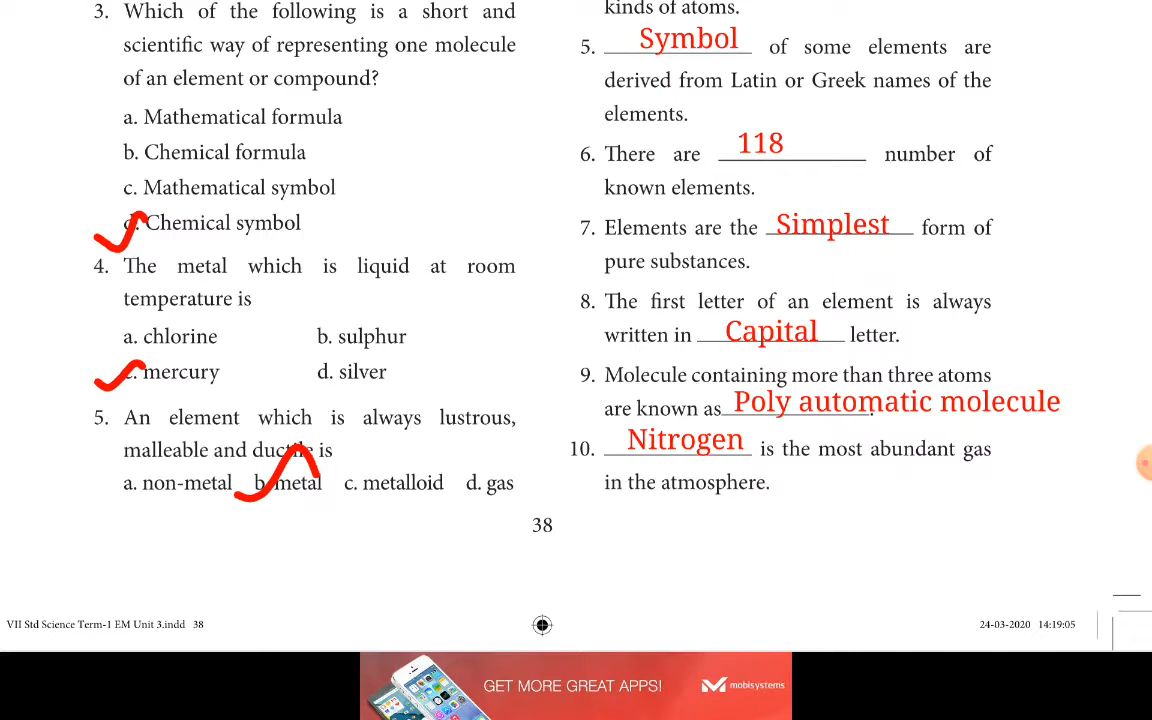 3. Which of the following is a short and
scientific way of representing one molecule
of an element or compound?
a. Mathematical formula
b. Chemical formula
c. Mathematical symbol
d. Chemical symbol
4. The metal which is liquid at room
temperature is
a. chlorine b. sulphur
c. mercury d. silver
5. An element which is always lustrous,
malleable and ductile is
a. non-metal b. metal c. metalloid d. gas
kinds of atoms.
5. Symbol of some elements are
derived from Latin or Greek names of the
elements.
6. There are 118 number of
known elements.
7. Elements are the Simplest form of
pure substances.
8. The first letter of an element is always
written in Capital letter.
9. Molecule containing more than three atoms
are known as Poly automatic molecule.
10. Nitrogen is the most abundant gas
in the atmosphere.
38
VII Std Science Term-1 EM Unit 3.indd 38 24-03-2020 14:19:05
GET MORE GREAT APPS! mobisystems